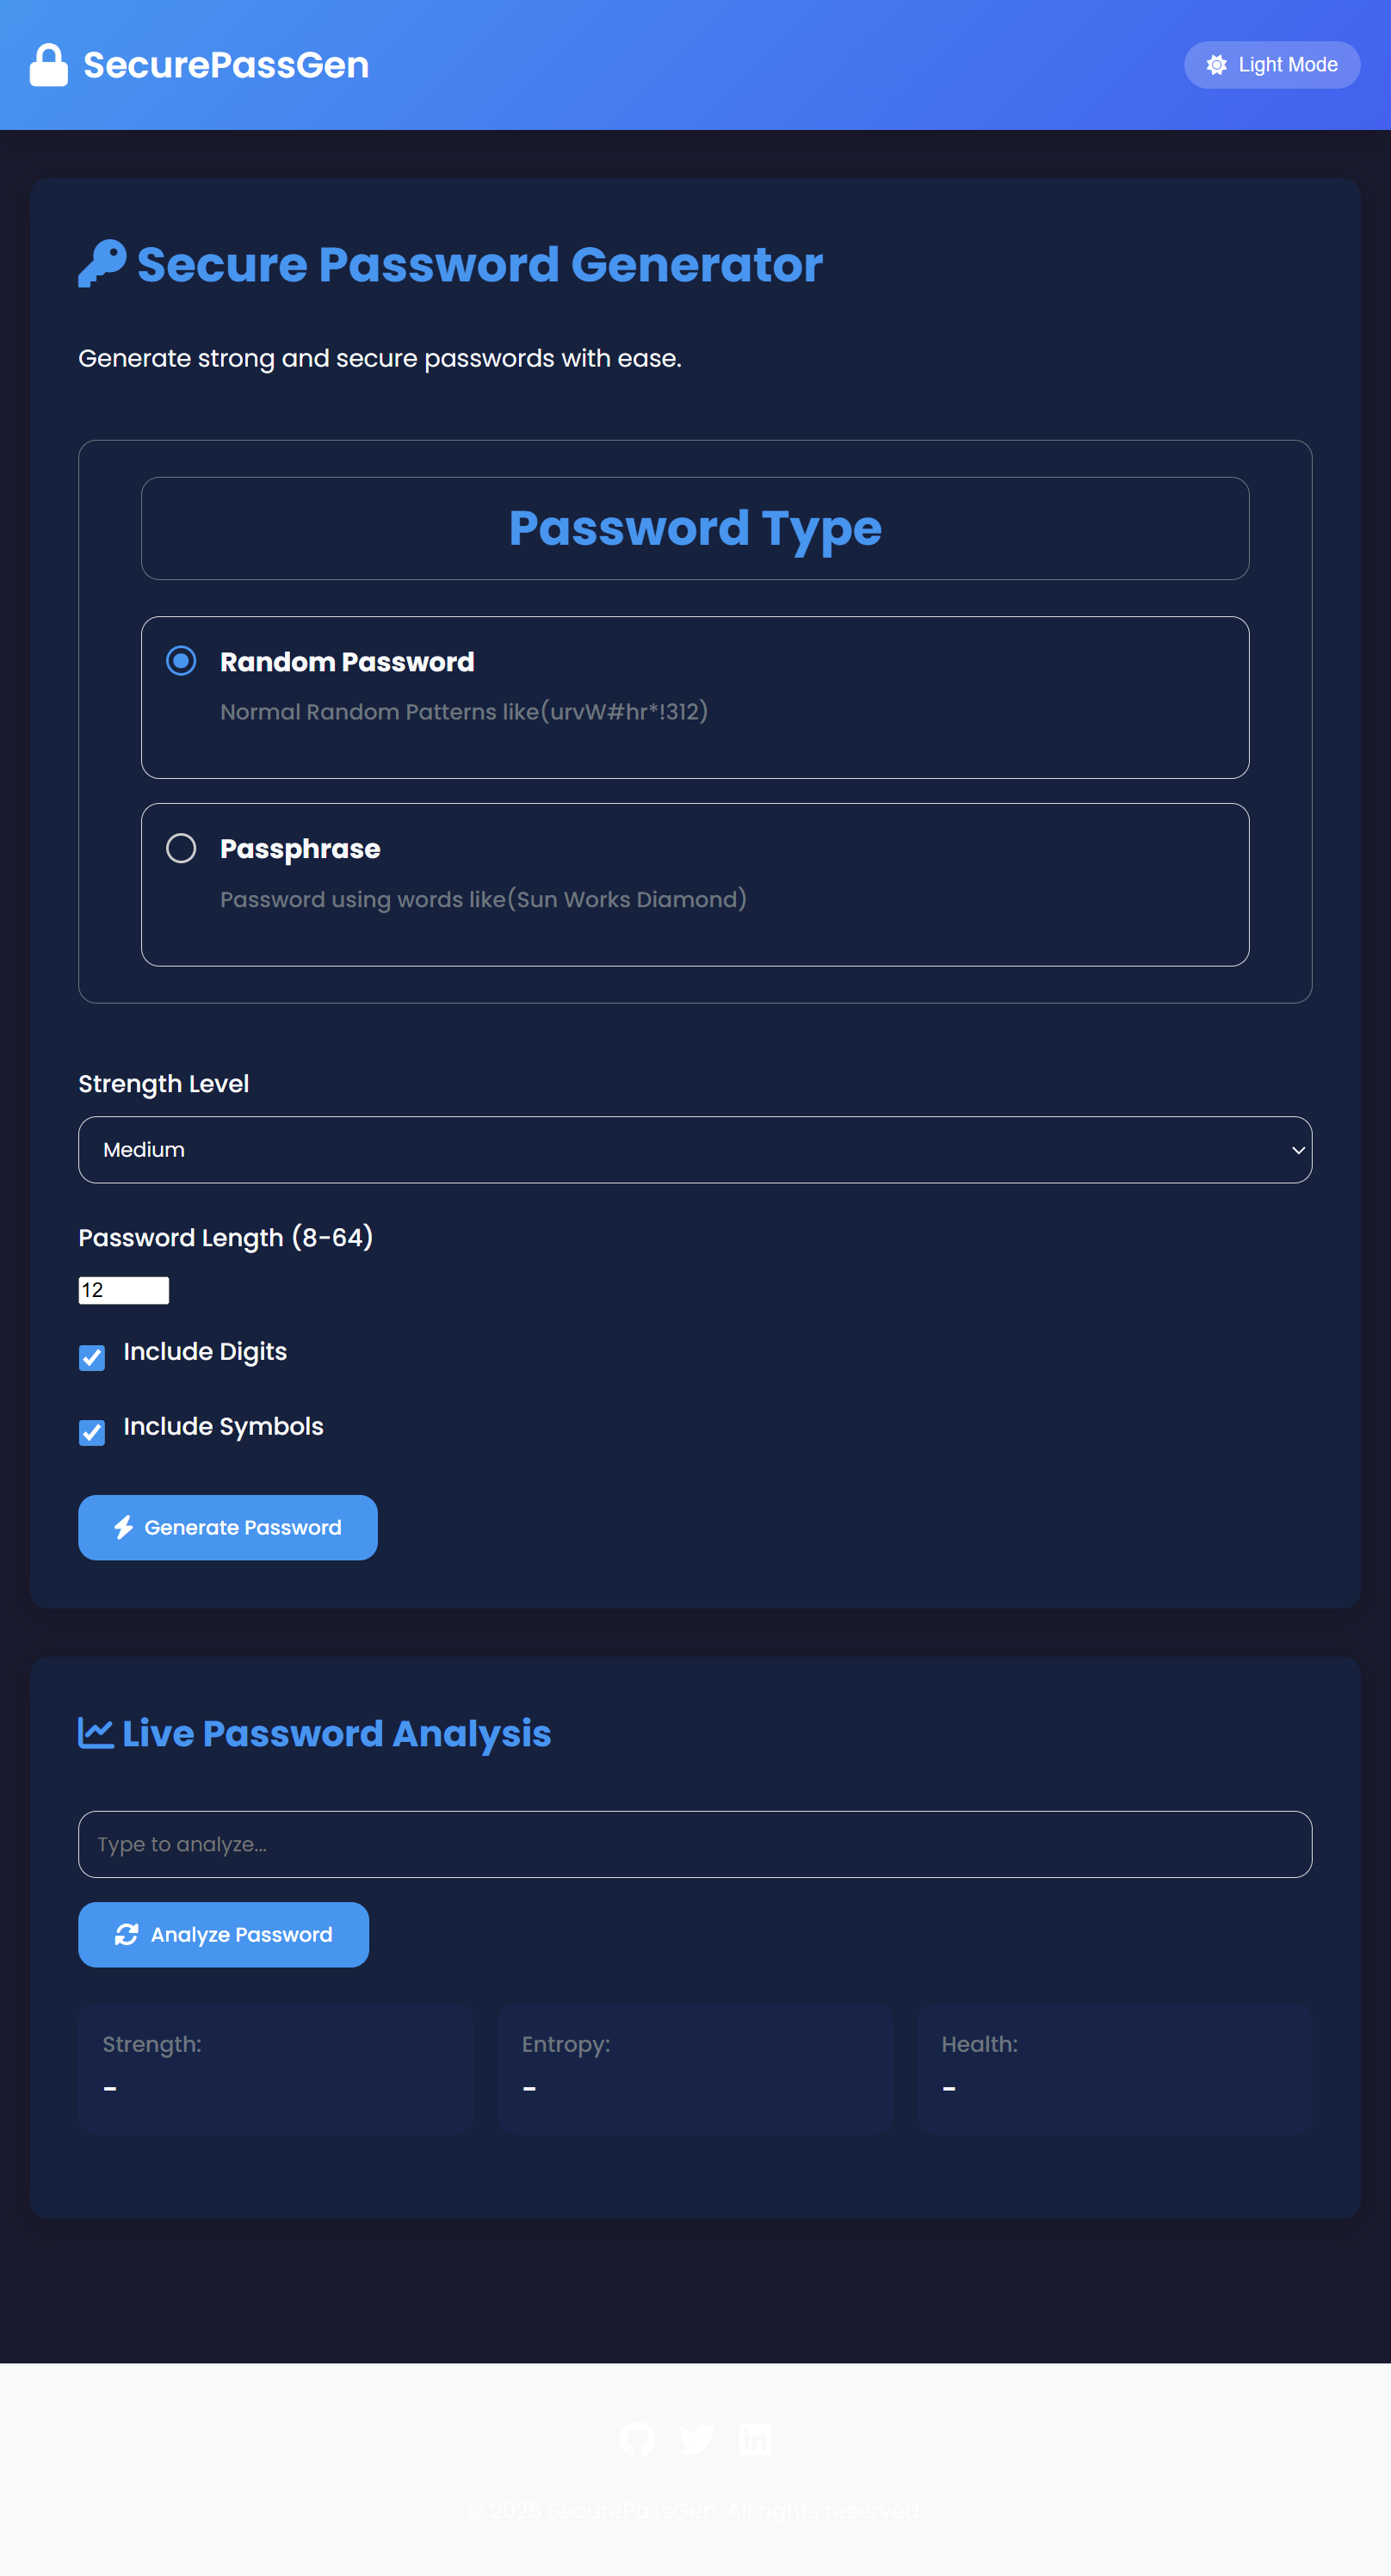 SecurePassGen
Light Mode
Secure Password Generator
Generate strong and secure passwords with ease.
Password Type
Random Password
Normal Random Patterns like(urvW#hr*!312)
Passphrase
Password using words like(Sun Works Diamond)
Strength Level
Medium
Password Length (8-64)
12
Include Digits
Include Symbols
Generate Password
Live Password Analysis
Type to analyze...
Analyze Password
Strength:
-
Entropy:
-
Health:
-
© 2025 SecurePassGen. All rights reserved.